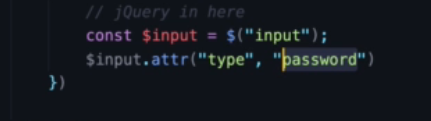 // jQuery in here
const $input = $("input");
$input.attr("type", "password")
})